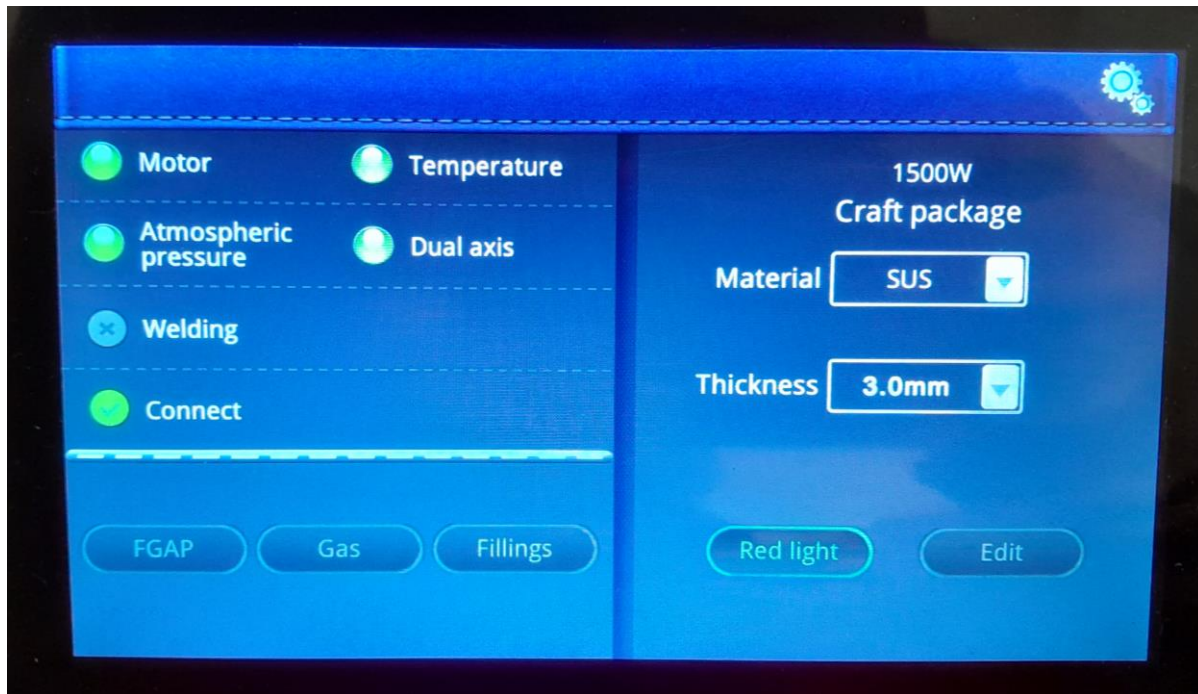 Motor
Temperature
Atmospheric
pressure
Dual axis
Welding
Connect
FGAP
Gas
Fillings
1500W
Craft package
Material
SUS
Thickness
3.0mm
Red light
Edit